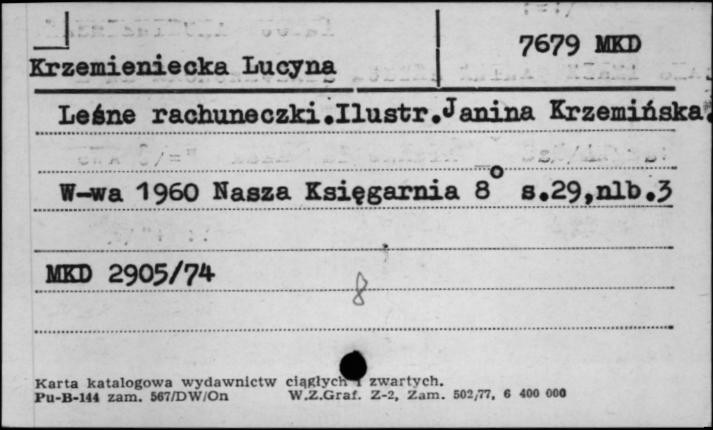 7679 MKD
Krzemieniecka Lucyna
Leśne rachuneczki.Ilustr.Janina Krzemińska.
W-wa 1960 Nasza Księgarnia 8° s.29,nlb.3
MKD 2905/74
8
Karta katalogowa wydawnictw ciągłych i zwartych.
Pu-B-144 zam. 567/DW/On W.Z.Graf. Z-2, Zam. 502/77, 6 400 000